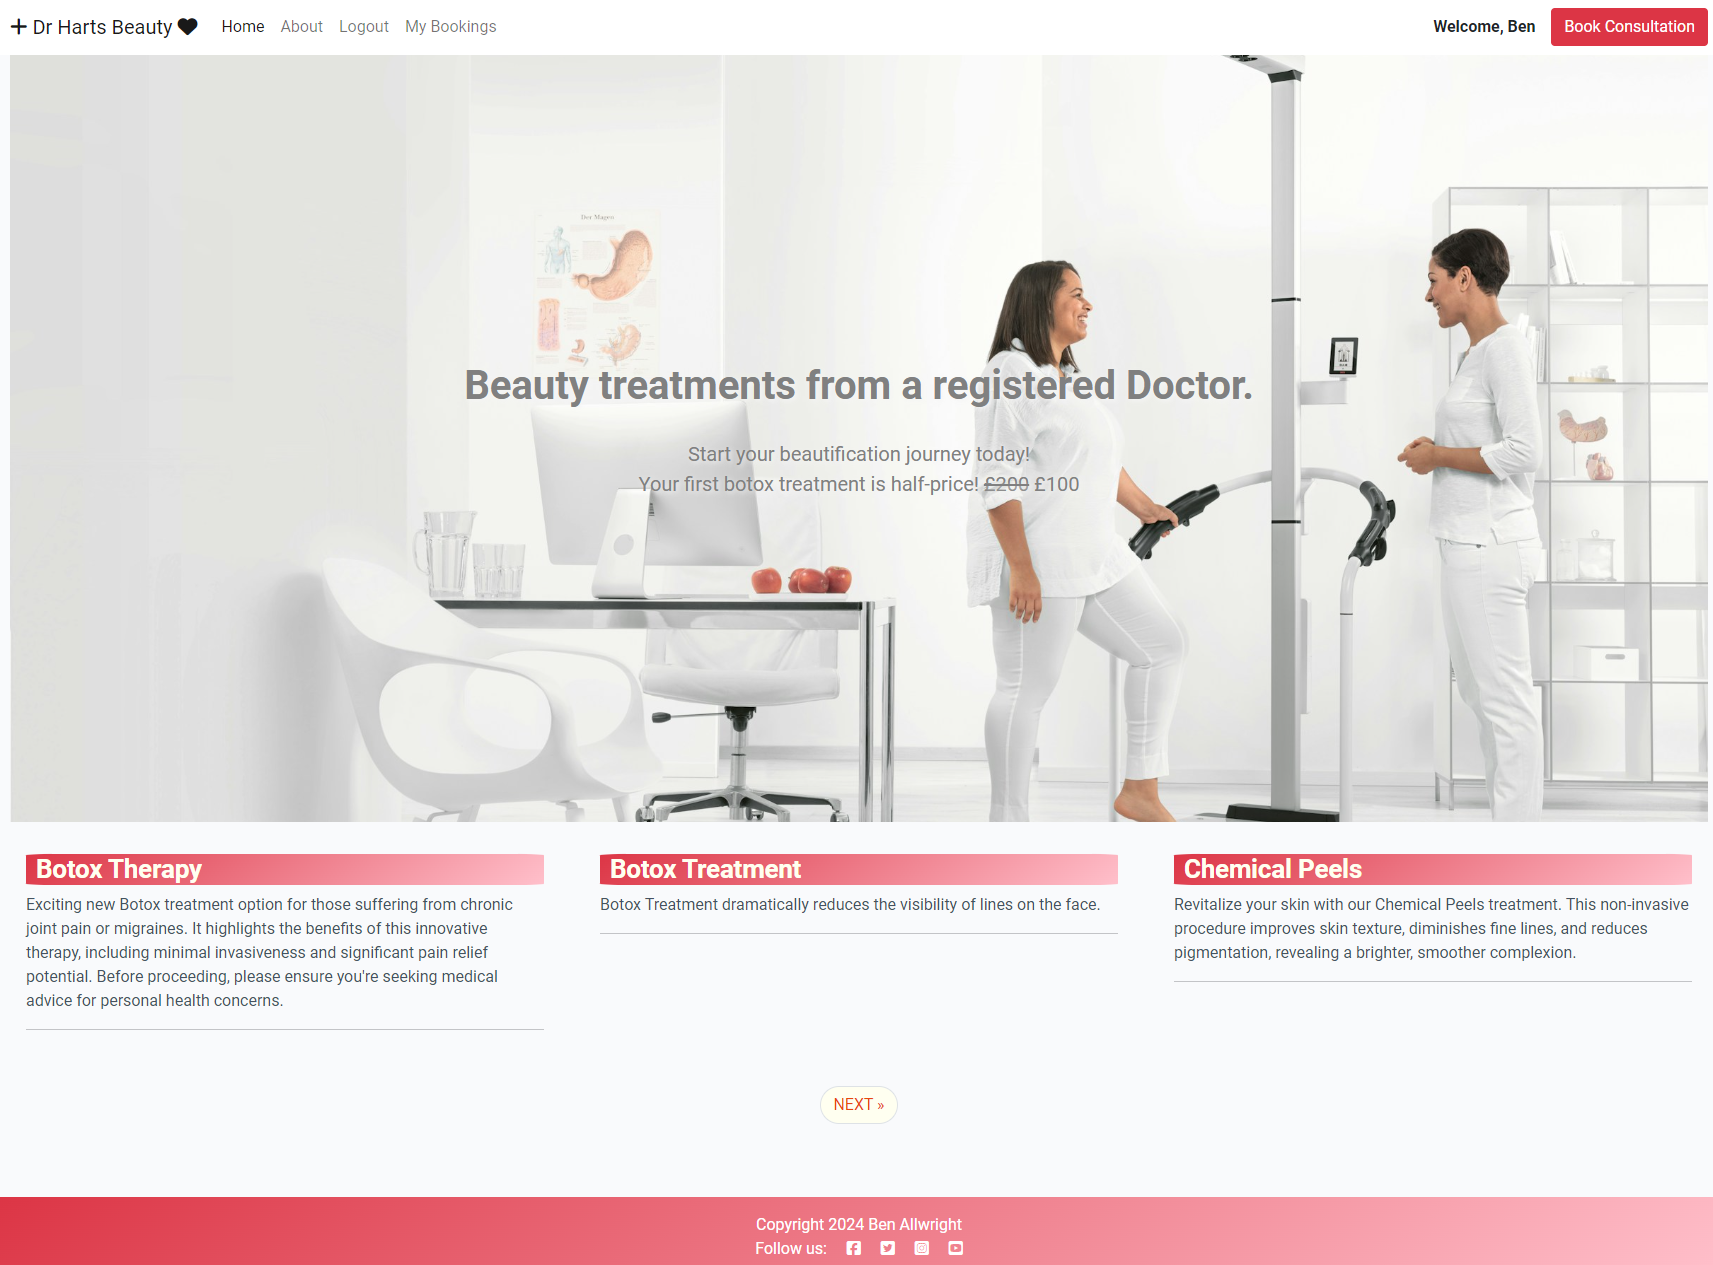 Dr Harts Beauty
Home About Logout My Bookings
Welcome, Ben
Book Consultation
Der Magen
Beauty treatments from a registered Doctor.
Start your beautification journey today!
Your first botox treatment is half-price! £200 £100
Botox Therapy
Exciting new Botox treatment option for those suffering from chronic
joint pain or migraines. It highlights the benefits of this innovative
therapy, including minimal invasiveness and significant pain relief
potential. Before proceeding, please ensure you're seeking medical
advice for personal health concerns.
Botox Treatment
Botox Treatment dramatically reduces the visibility of lines on the face.
Chemical Peels
Revitalize your skin with our Chemical Peels treatment. This non-invasive
procedure improves skin texture, diminishes fine lines, and reduces
pigmentation, revealing a brighter, smoother complexion.
NEXT »
Copyright 2024 Ben Allwright
Follow us: